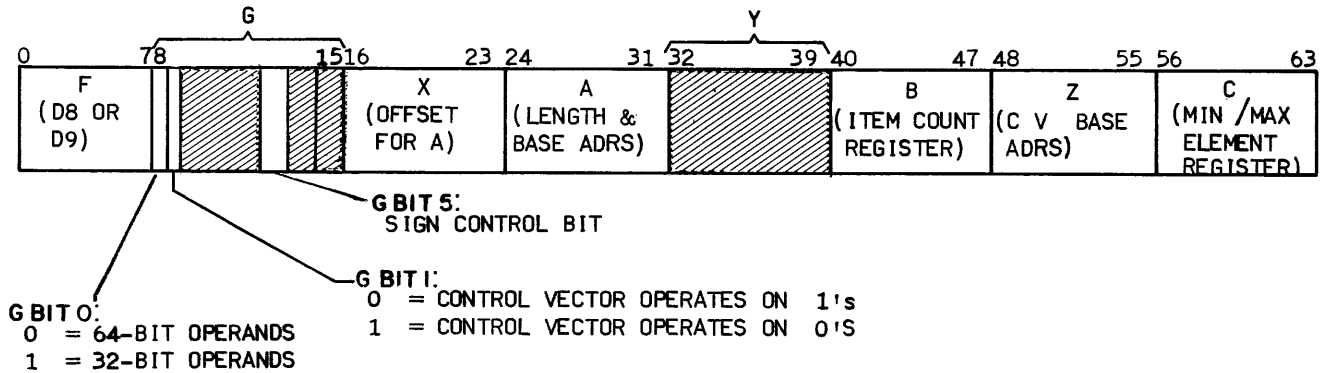 G
Y
0 78 1516 23 24 31 32 39 40 47 48 55 56 63
F
(D8 OR
D9)
X
(OFFSET
FOR A)
A
(LENGTH &
BASE ADRS)
B
(ITEM COUNT
REGISTER)
Z
(C V BASE
ADRS)
C
(MIN/MAX
ELEMENT
REGISTER)
G BIT 5:
SIGN CONTROL BIT
G BIT 1:
0 = CONTROL VECTOR OPERATES ON 1's
1 = CONTROL VECTOR OPERATES ON 0'S
G BIT 0:
0 = 64-BIT OPERANDS
1 = 32-BIT OPERANDS